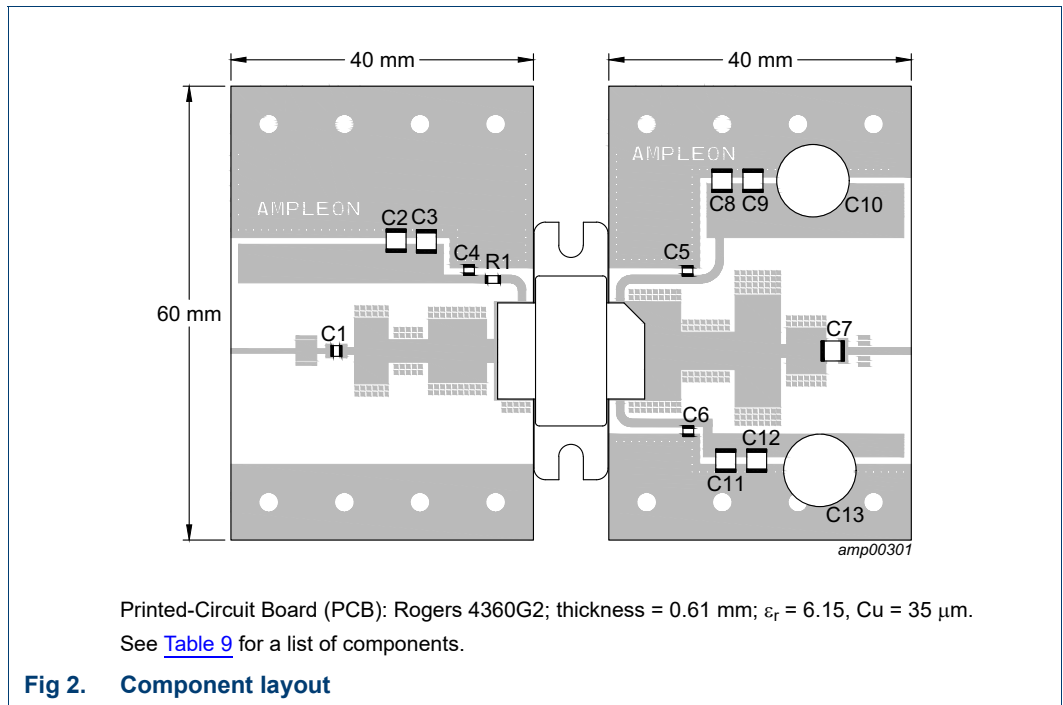 40 mm
40 mm
60 mm
AMPLEON
AMPLEON
C2 C3
C4
R1
C1
C5
C8 C9
C10
C7
C6
C12
C11
C13
amp00301
Printed-Circuit Board (PCB): Rogers 4360G2; thickness = 0.61 mm; εr = 6.15, Cu = 35 μm.
See Table 9 for a list of components.
Fig 2. Component layout